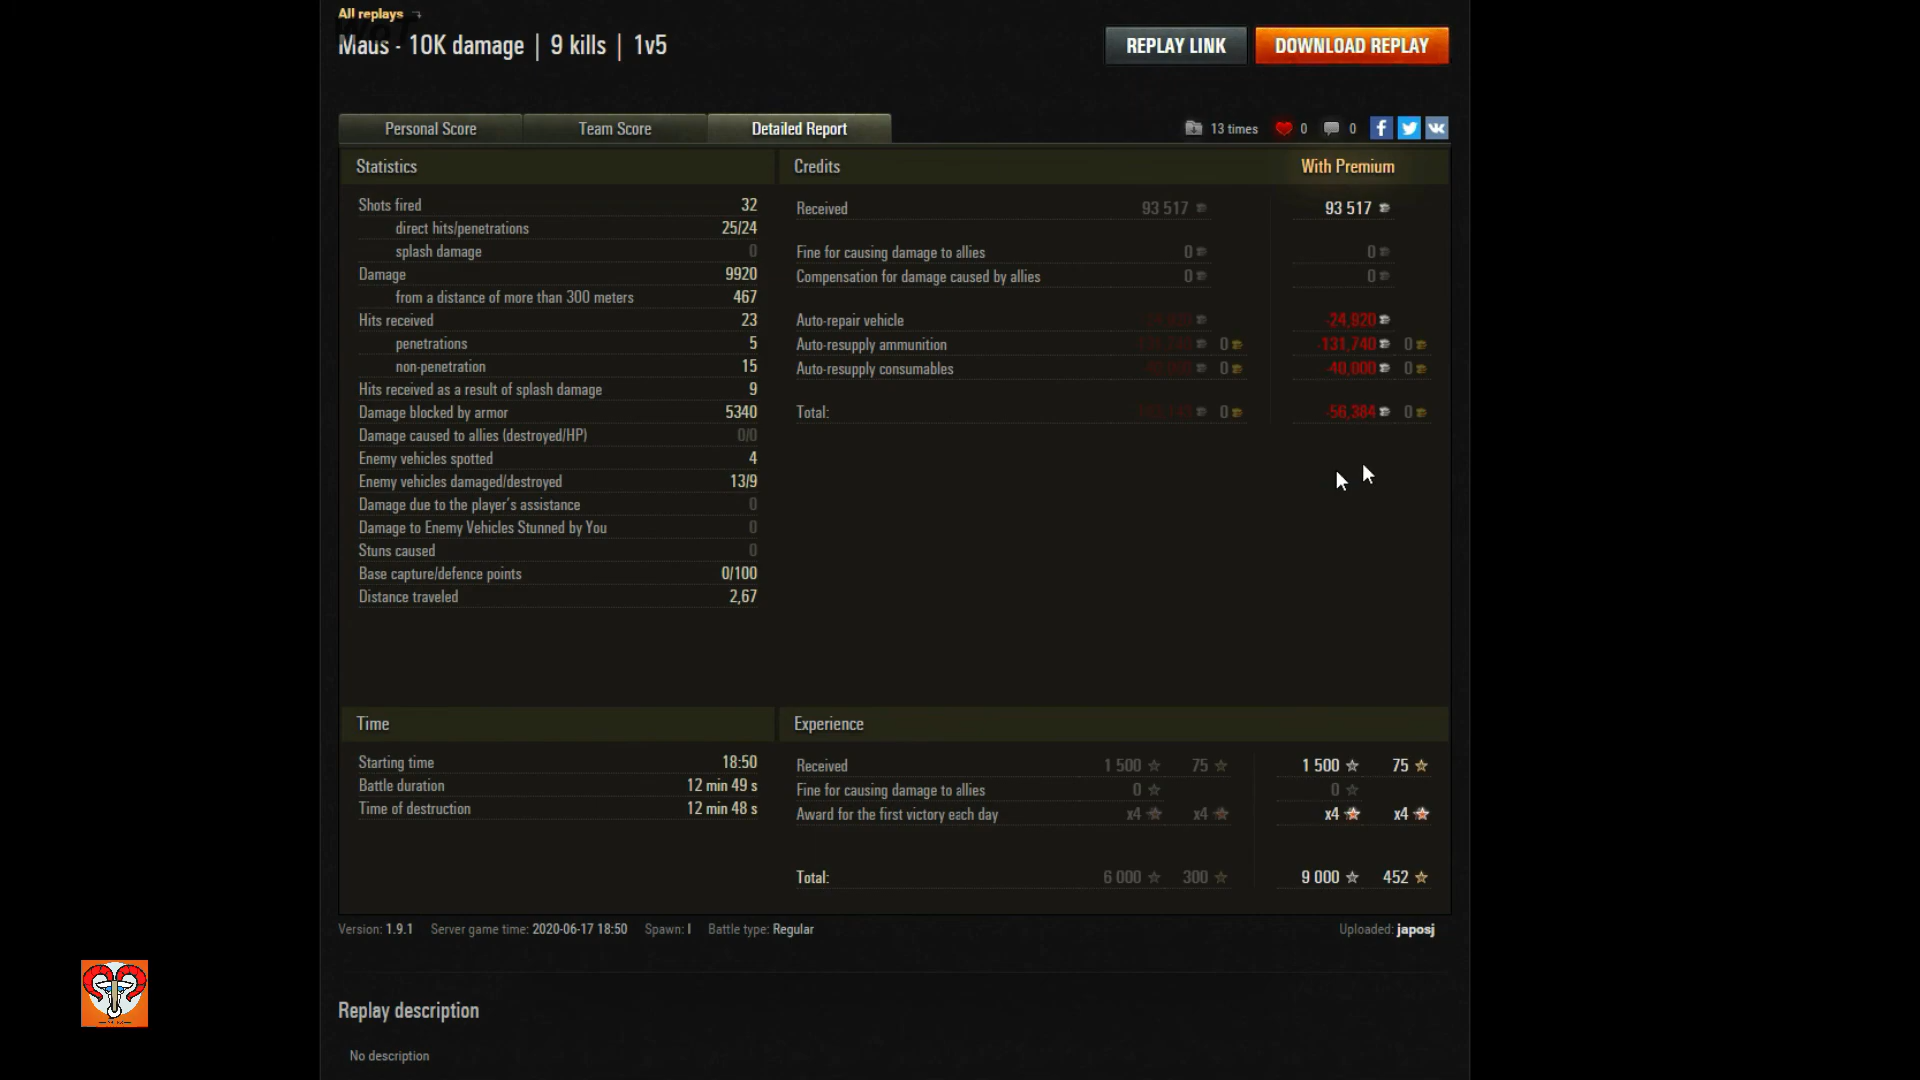 All replays
Maus - 10K damage | 9 kills | 1v5
REPLAY LINK
DOWNLOAD REPLAY
Personal Score
Team Score
Detailed Report
13 times
0
0
Statistics
Shots fired 32
direct hits/penetrations 25/24
splash damage 0
Damage 9920
from a distance of more than 300 meters 467
Hits received 23
penetrations 5
non-penetration 15
Hits received as a result of splash damage 9
Damage blocked by armor 5340
Damage caused to allies (destroyed/HP) 0/0
Enemy vehicles spotted 4
Enemy vehicles damaged/destroyed 13/9
Damage due to the player's assistance 0
Damage to Enemy Vehicles Stunned by You 0
Stuns caused 0
Base capture/defence points 0/100
Distance traveled 2,67
Credits With Premium
Received 93 517 93 517
Fine for causing damage to allies 0 0
Compensation for damage caused by allies 0 0
Auto-repair vehicle -24,920
Auto-resupply ammunition 0 -131,740 0
Auto-resupply consumables 0 -40,000 0
Total: 0 -56,384 0
Time
Starting time 18:50
Battle duration 12 min 49 s
Time of destruction 12 min 48 s
Experience
Received 1 500 75 1 500 75
Fine for causing damage to allies 0 0
Award for the first victory each day x4 x4 x4 x4
Total: 6 000 300 9 000 452
Version: 1.9.1 Server game time: 2020-06-17 18:50 Spawn: I Battle type: Regular
Uploaded: japosj
Replay description
No description